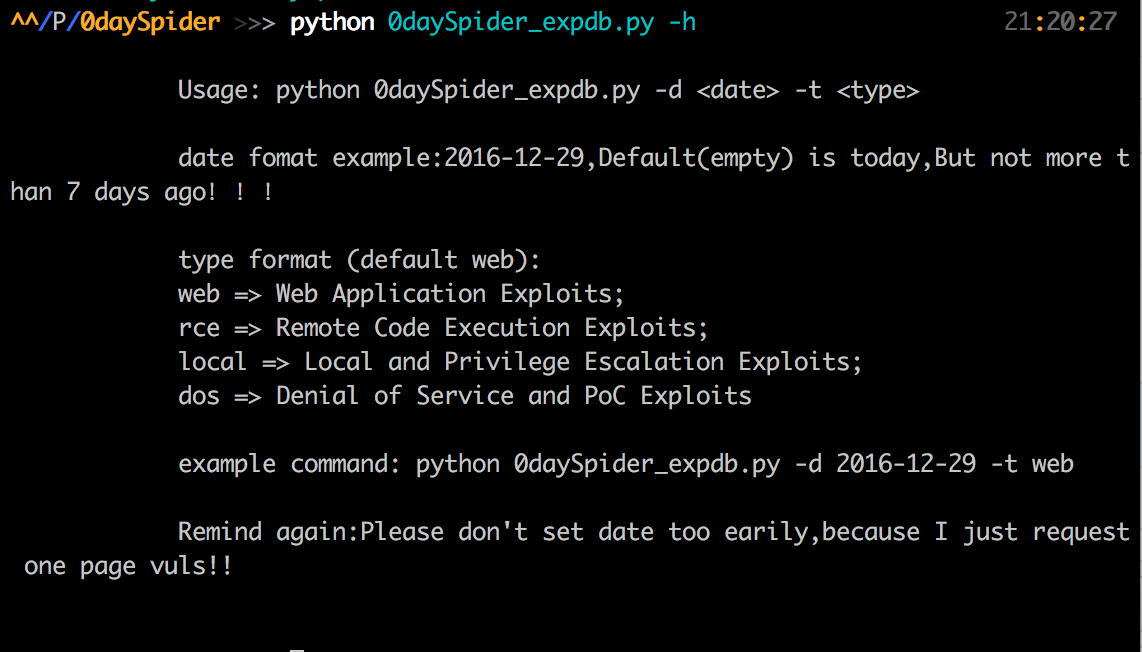 ^^/P/0daySpider >>> python 0daySpider_expdb.py -h 21:20:27
Usage: python 0daySpider_expdb.py -d <date> -t <type>
date fomat example:2016-12-29,Default(empty) is today,But not more t
han 7 days ago! ! !
type format (default web):
web => Web Application Exploits;
rce => Remote Code Execution Exploits;
local => Local and Privilege Escalation Exploits;
dos => Denial of Service and PoC Exploits
example command: python 0daySpider_expdb.py -d 2016-12-29 -t web
Remind again:Please don't set date too earily,because I just request
one page vuls!!